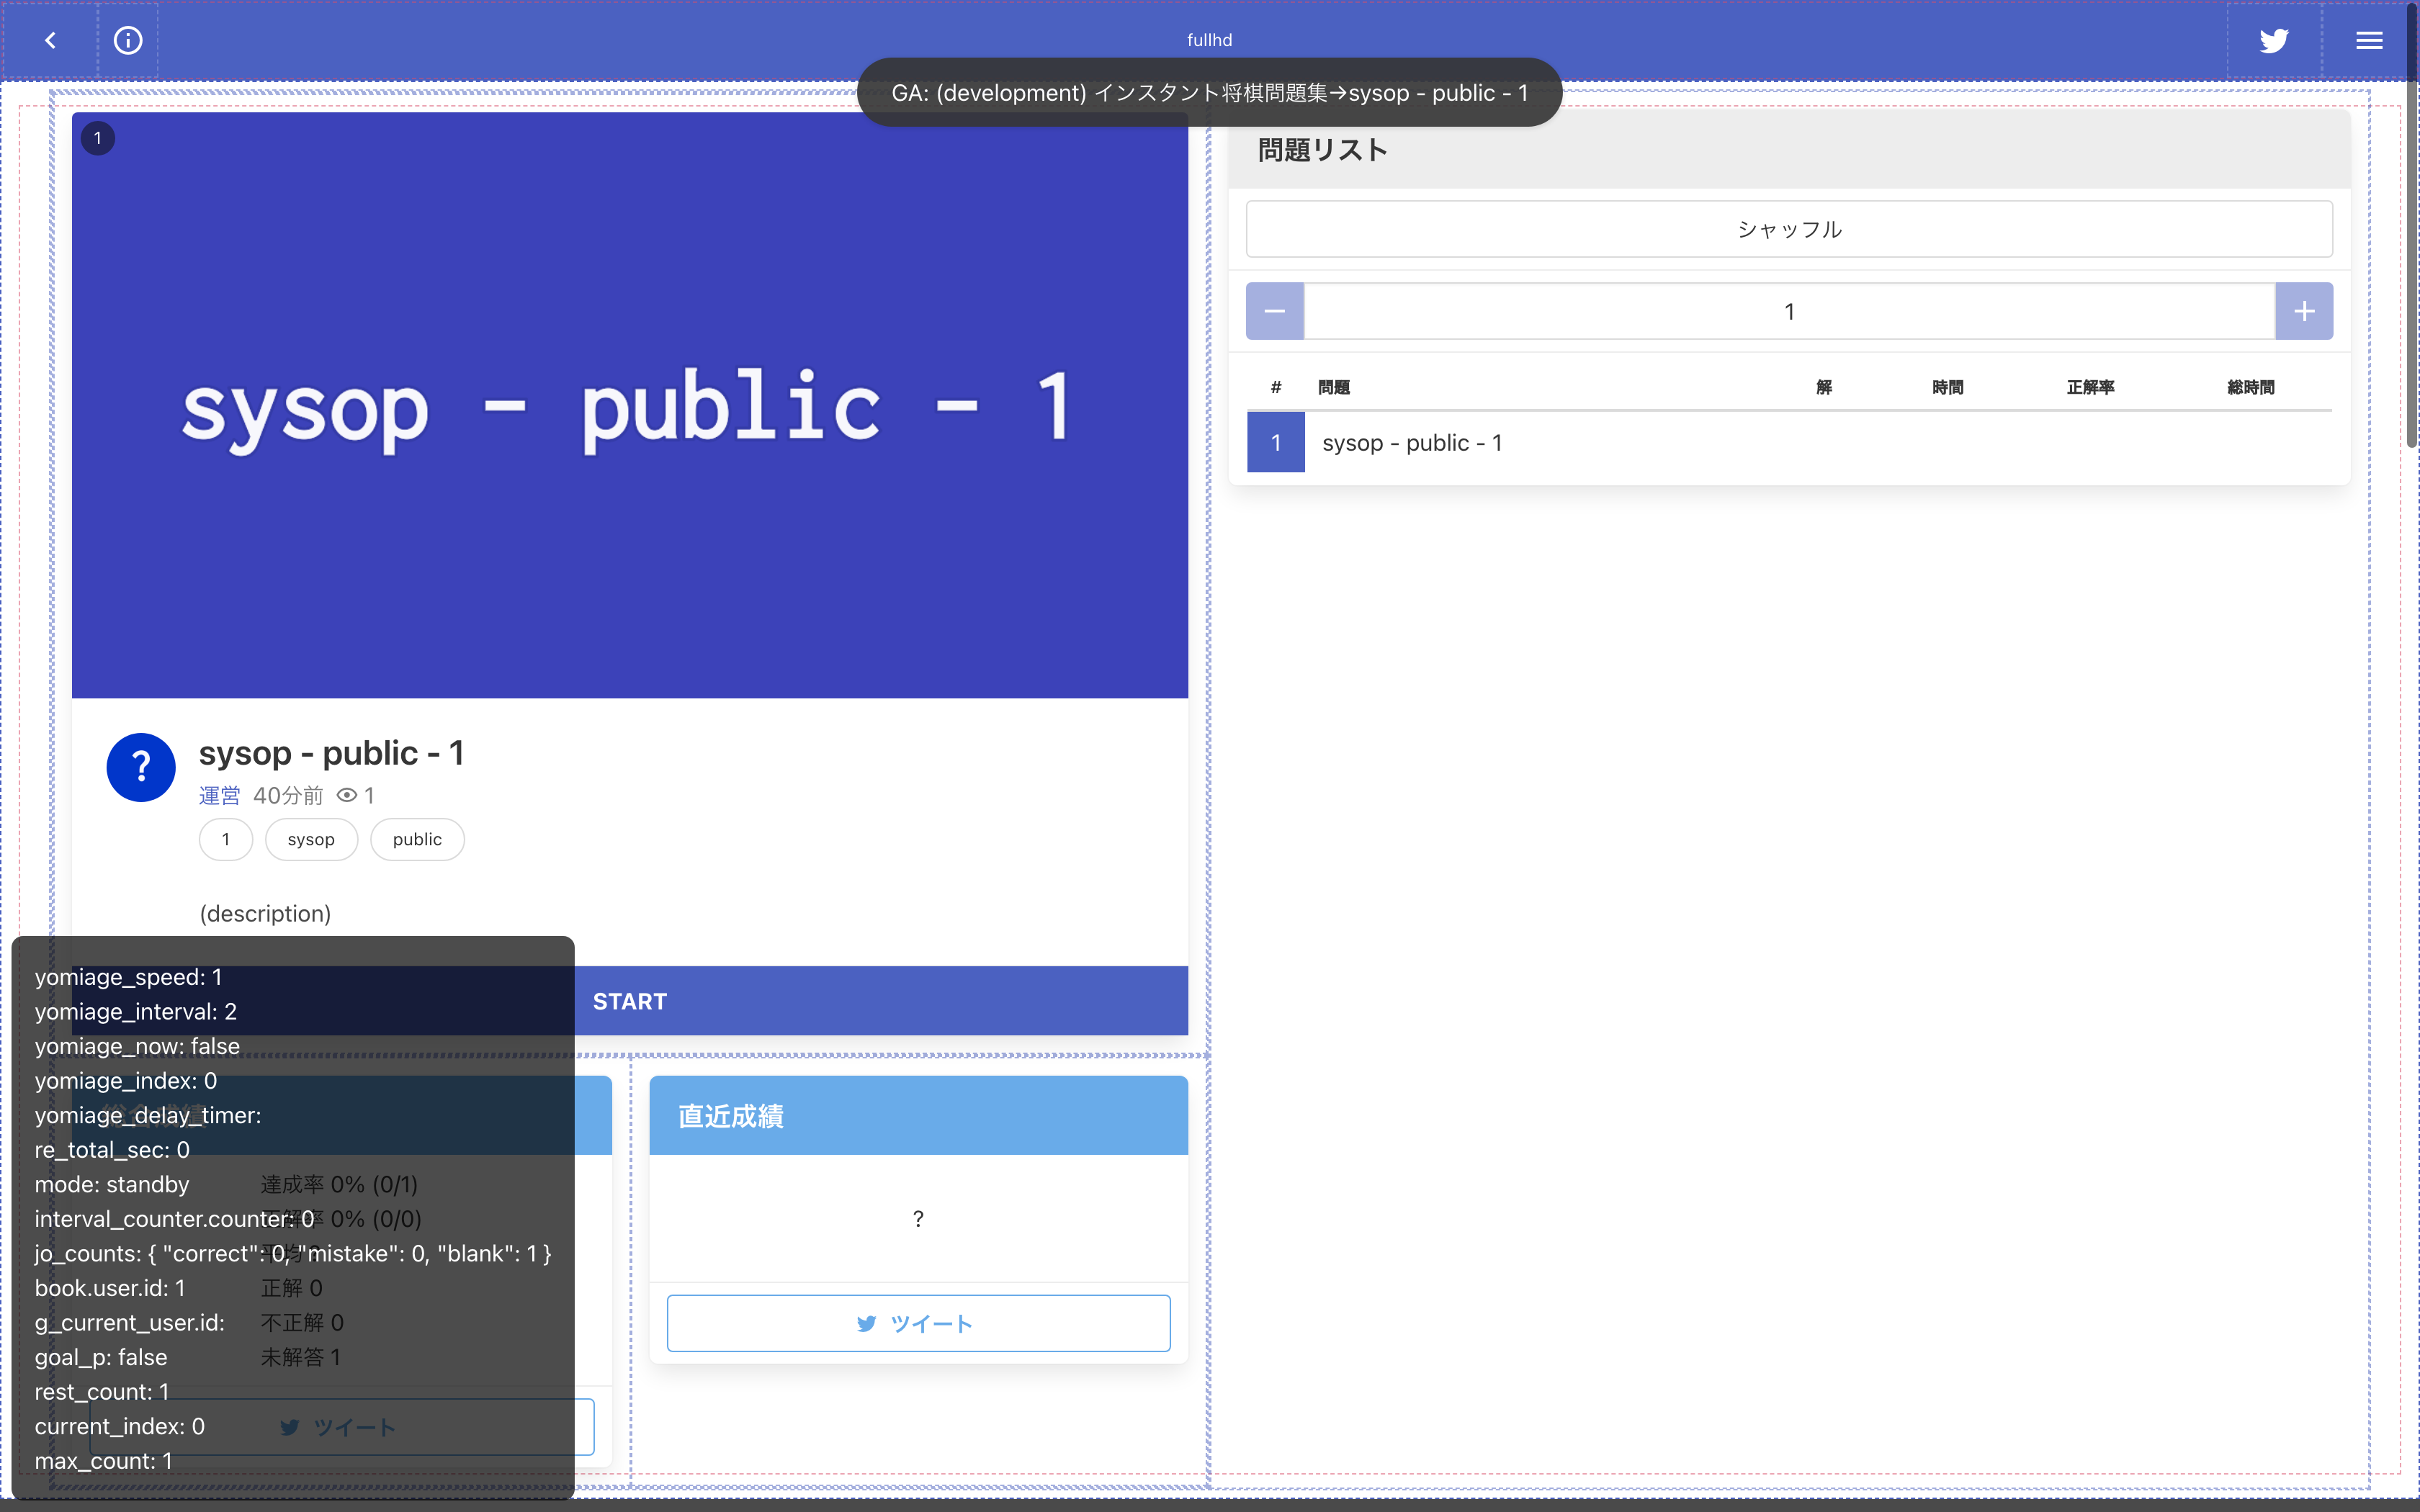 fullhd
GA: (development) インスタント将棋問題集→sysop - public - 1
1
sysop - public - 1
?
sysop - public - 1
運営 40分前 1
1 sysop public
(description)
START
問題リスト
シャッフル
1
# 問題 解 時間 正解率 総時間
1 sysop - public - 1
yomiage_speed: 1
yomiage_interval: 2
yomiage_now: false
yomiage_index: 0
yomiage_delay_timer:
re_total_sec: 0
mode: standby
interval_counter.counter: 0
jo_counts: { "correct": 0, "mistake": 0, "blank": 1 }
book.user.id: 1
g_current_user.id:
goal_p: false
rest_count: 1
current_index: 0
max_count: 1
達成率 0% (0/1)
0% (0/0)
正解 0
不正解 0
未解答 1
ツイート
直近成績
?
ツイート